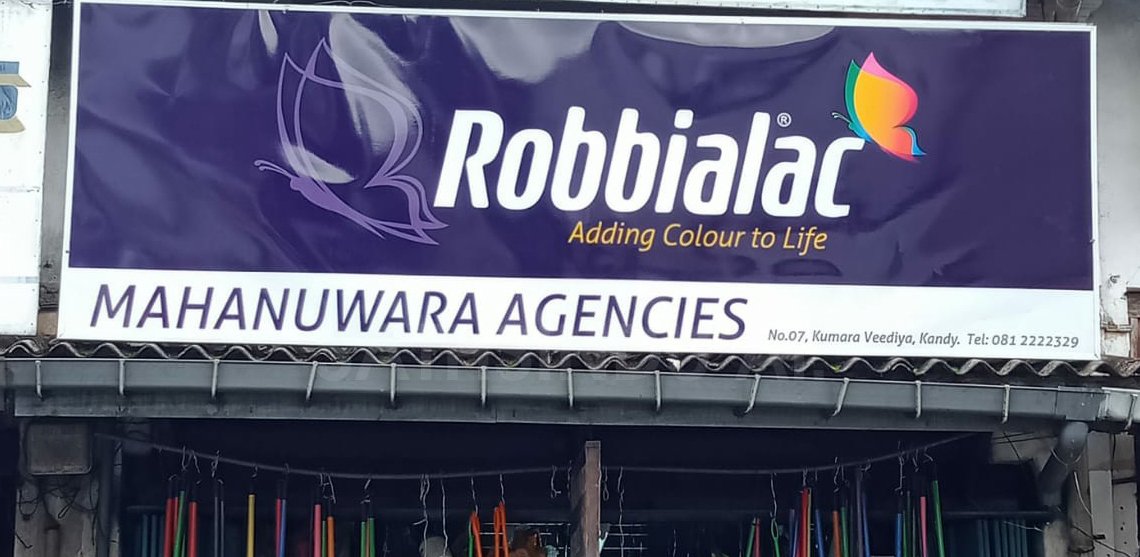 Robbialac®
Adding Colour to Life
MAHANUWARA AGENCIES
No.07, Kumara Veediya, Kandy. Tel: 081 2222329